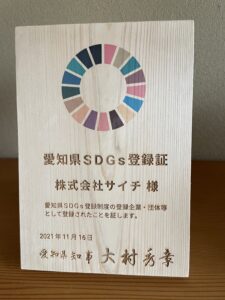 愛知県SDGs登録証
株式会社サイチ 様
愛知県SDGs登録制度の登録企業・団体等
として登録されたことを証します。
2021年11月16日
愛知県知事 大村秀章